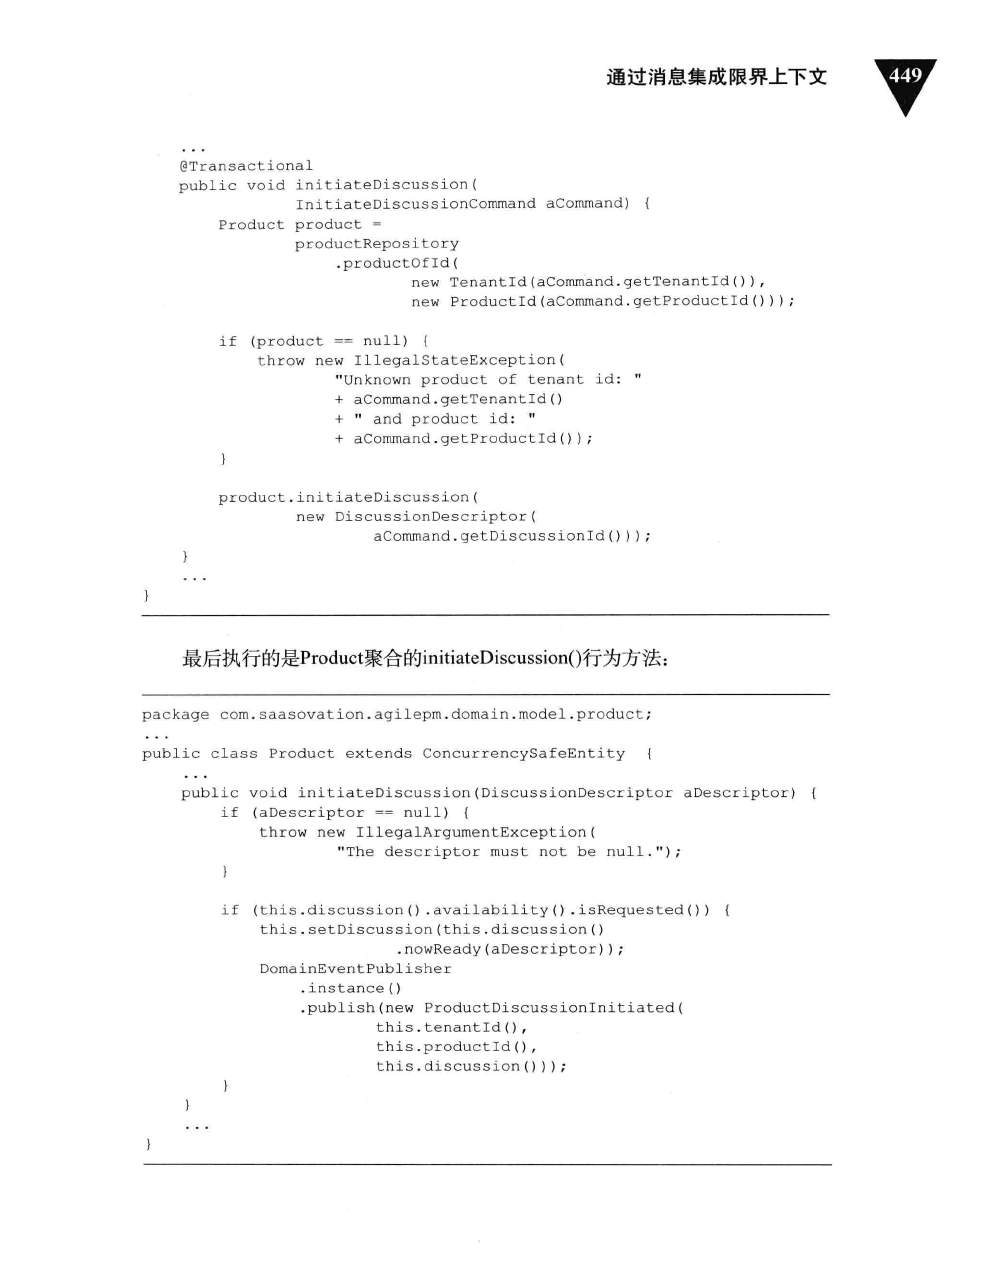 通过消息集成限界上下文
449
...
@Transactional
public void initiateDiscussion(
InitiateDiscussionCommand aCommand) {
Product product =
productRepository
.productOfId(
new TenantId(aCommand.getTenantId()),
new ProductId(aCommand.getProductId()));
if (product == null) {
throw new IllegalStateException(
"Unknown product of tenant id: "
+ aCommand.getTenantId()
+ " and product id: "
+ aCommand.getProductId());
}
product.initiateDiscussion(
new DiscussionDescriptor(
aCommand.getDiscussionId()));
}
...
}
最后执行的是Product聚合的initiateDiscussion()行为方法：
package com.saasovation.agilepm.domain.model.product;
...
public class Product extends ConcurrencySafeEntity {
...
public void initiateDiscussion(DiscussionDescriptor aDescriptor) {
if (aDescriptor == null) {
throw new IllegalArgumentException(
"The descriptor must not be null.");
}
if (this.discussion().availability().isRequested()) {
this.setDiscussion(this.discussion()
.nowReady(aDescriptor));
DomainEventPublisher
.instance()
.publish(new ProductDiscussionInitiated(
this.tenantId(),
this.productId(),
this.discussion()));
}
}
...
}